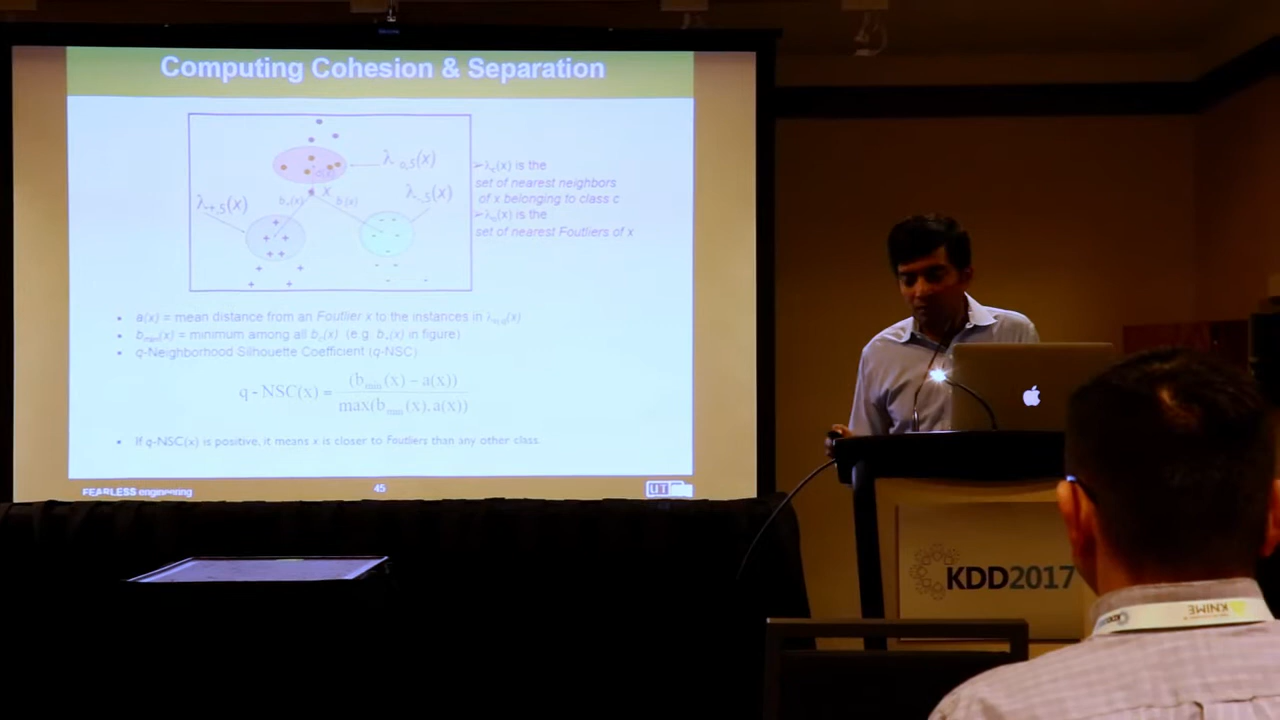 Computing Cohesion & Separation
λ o,5(x)
x
b+(x)
λ+,5(x)
λ-,5(x)
➢λc(x) is the
set of nearest neighbors
of x belonging to class c
➢λo(x) is the
set of nearest Foutliers of x
• a(x) = mean distance from an Foutlier x to the instances in λo,q(x)
• bmin(x) = minimum among all bc(x) (e.g. b+(x) in figure)
• q-Neighborhood Silhouette Coefficient (q-NSC)
q - NSC(x) = (bmin(x) − a(x))
max(bmin(x), a(x))
• If q-NSC(x) is positive, it means x is closer to Foutliers than any other class.
FEARLESS engineering
45
UT
KDD2017
KNIME